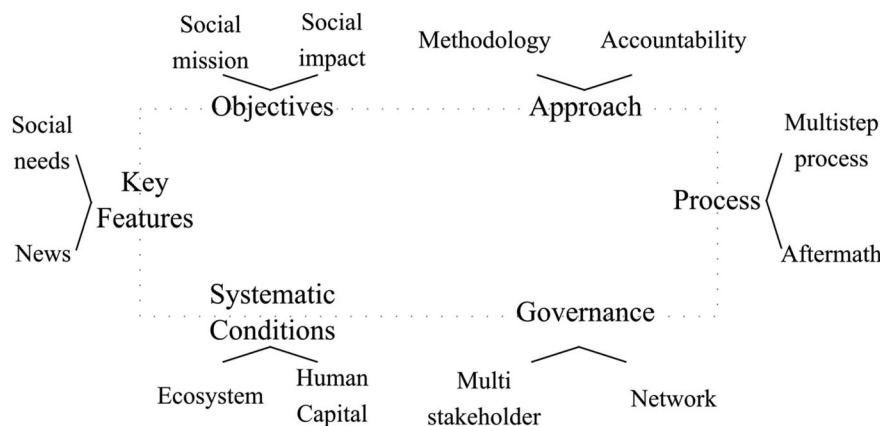 Social
mission
Social
impact
Methodology
Accountability
Objectives
Approach
Social
needs
Multistep
process
Key
Features
Process
News
Aftermath
Systematic
Conditions
Governance
Ecosystem
Human
Capital
Multi
stakeholder
Network